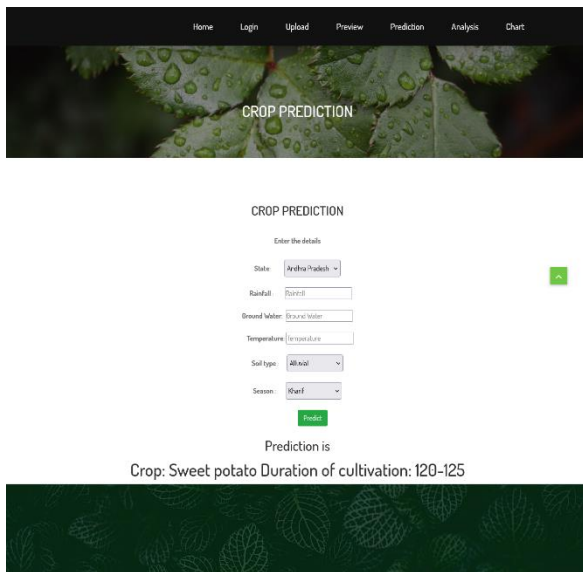 Home Login Upload Preview Prediction Analysis Chart
CROP PREDICTION
CROP PREDICTION
Enter the details
State Andhra Pradesh
Rainfall : Rainfall
Ground Water: Ground Water
Temperature: Temperature
Soil type : Alluvial
Season : Kharif
Predict
Prediction is
Crop: Sweet potato Duration of cultivation: 120-125